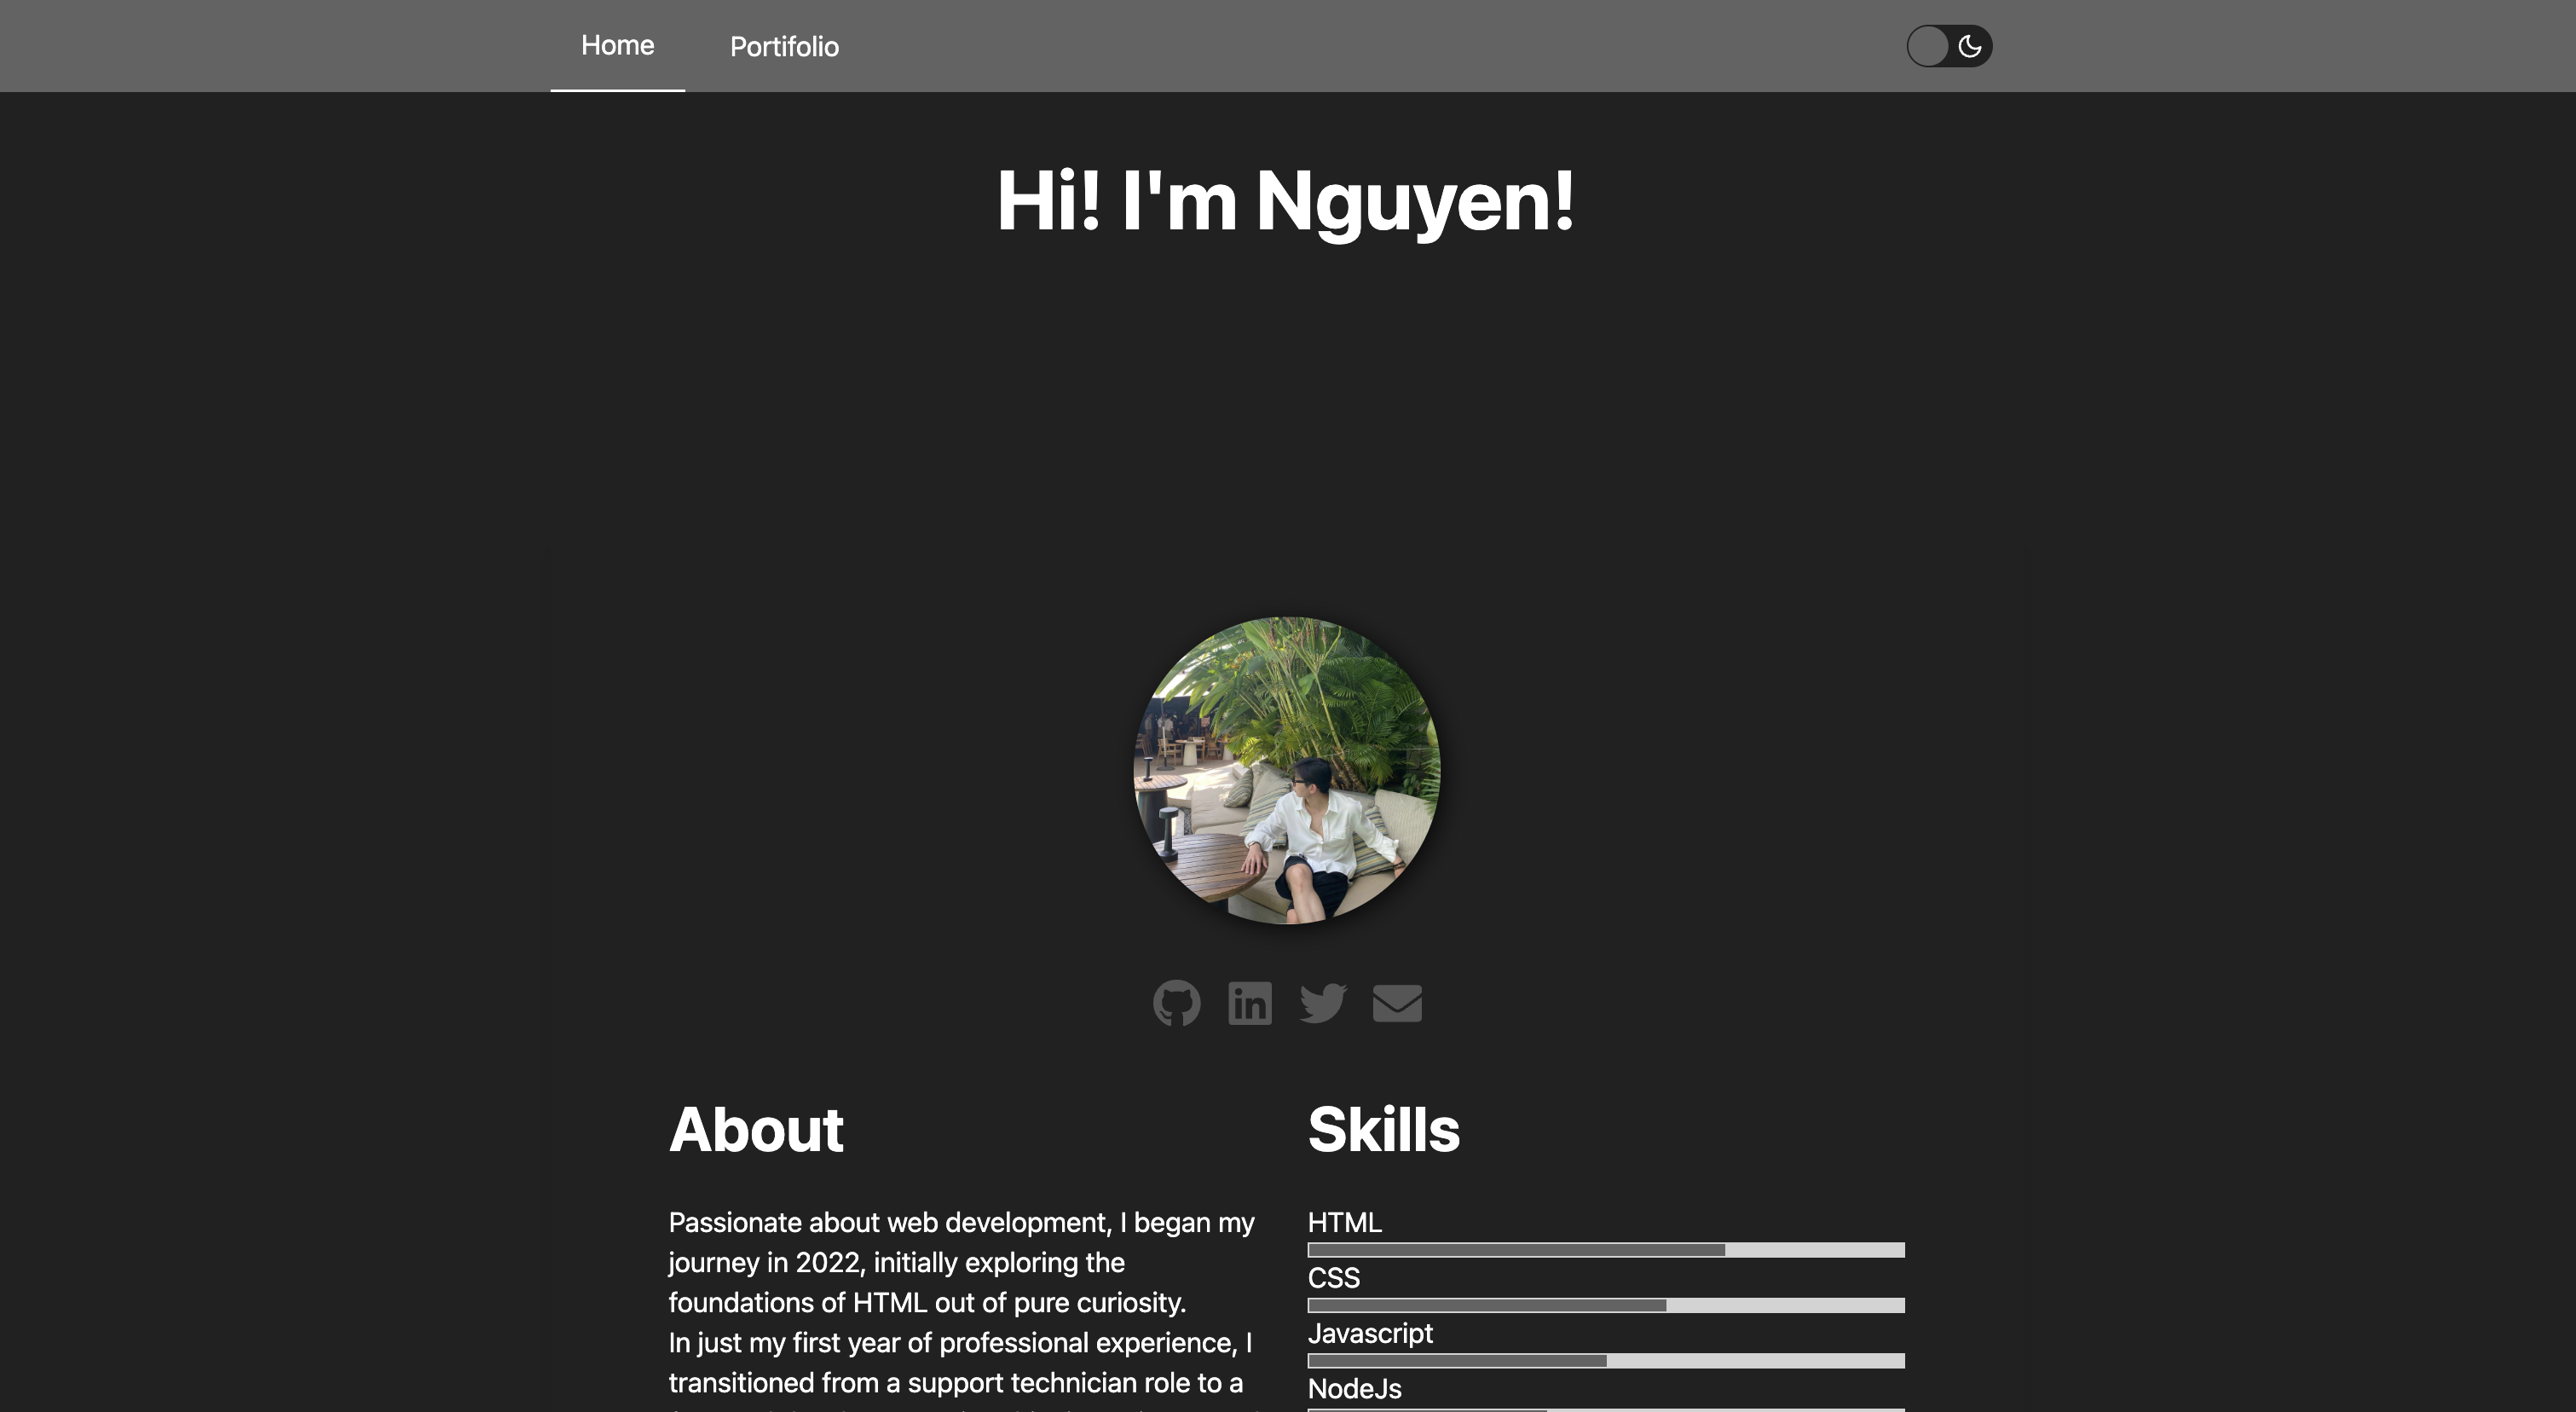 Home
Portifolio
Hi! I'm Nguyen!
About
Passionate about web development, I began my
journey in 2022, initially exploring the
foundations of HTML out of pure curiosity.
In just my first year of professional experience, I
transitioned from a support technician role to a
Skills
HTML
CSS
Javascript
NodeJs